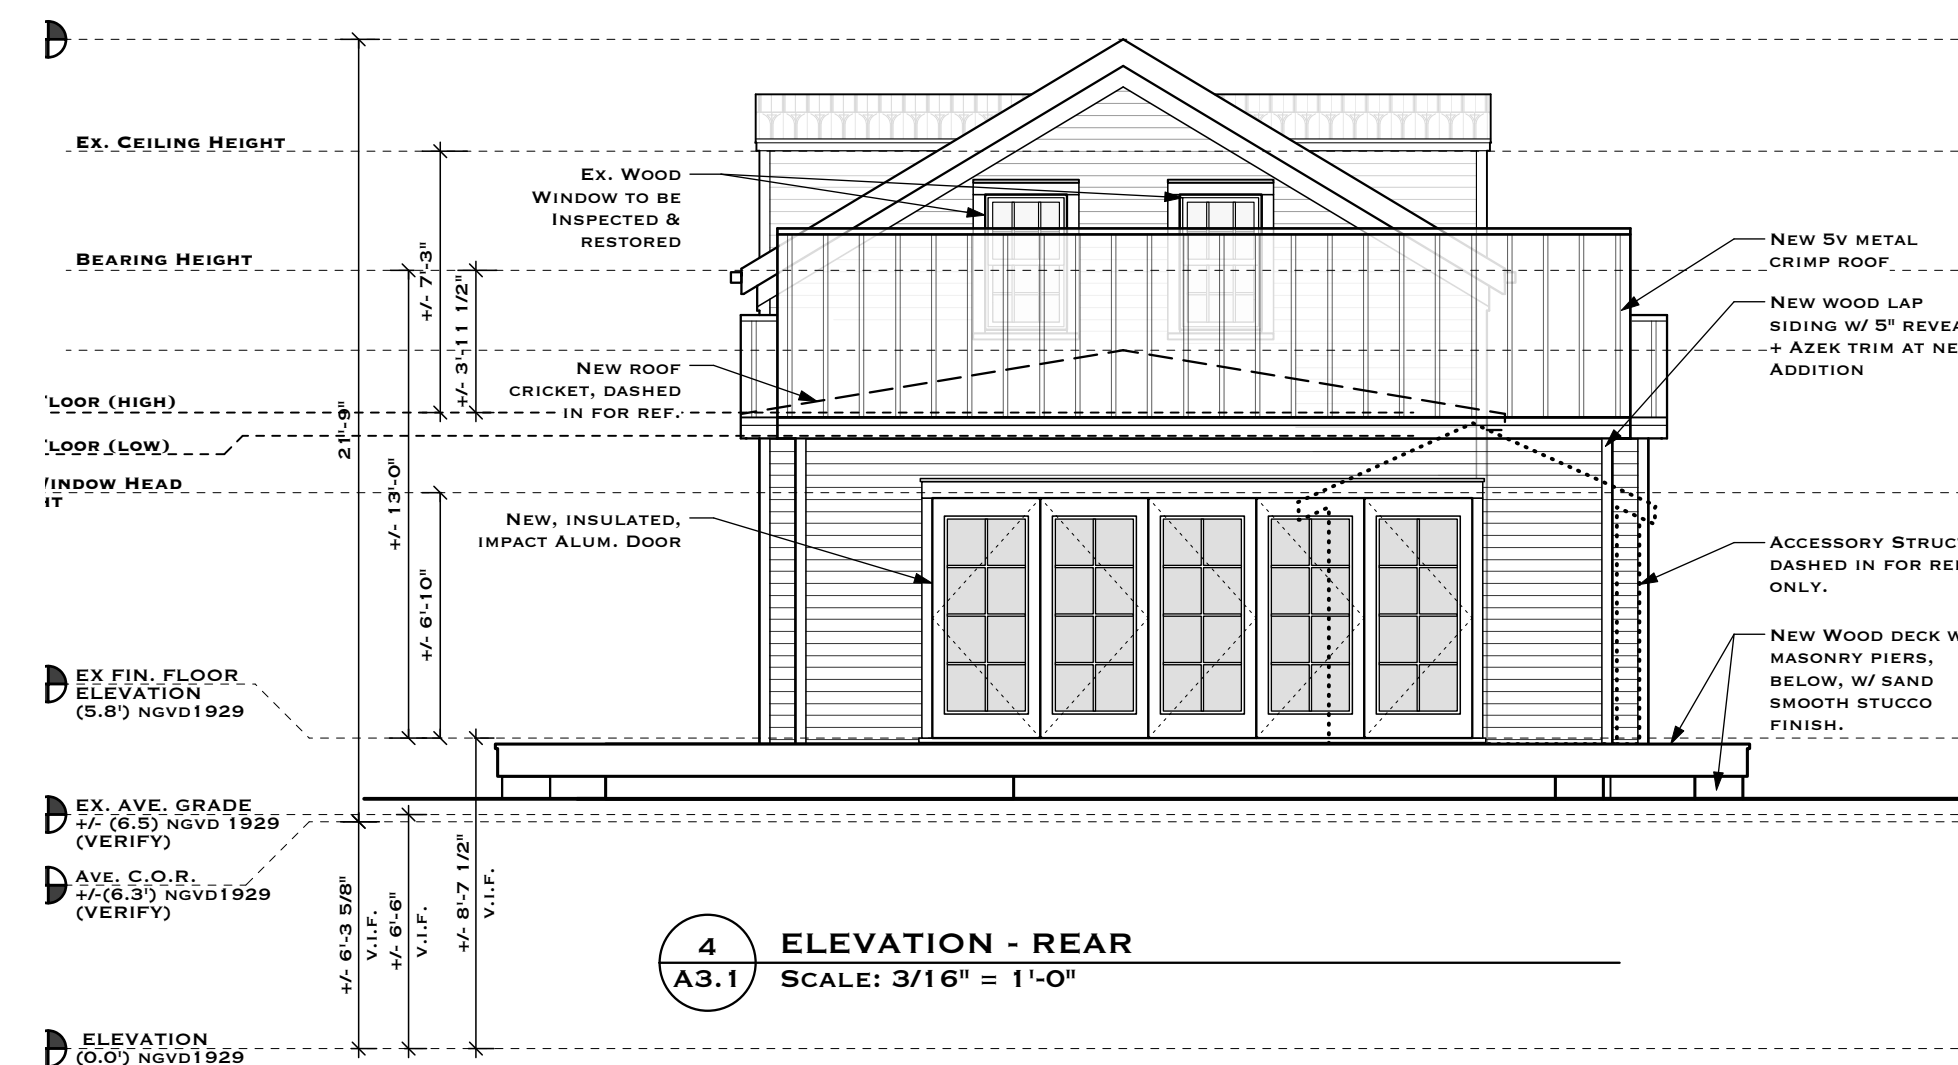 Ex. Ceiling Height
Bearing Height
LOOR (HIGH)
LOOR (LOW)
INDOW HEAD
HT
EX FIN. FLOOR
ELEVATION
(5.8') NGVD1929
EX. AVE. GRADE
+/- (6.5) NGVD 1929
(VERIFY)
AVE. C.O.R.
+/-(6.3') NGVD1929
(VERIFY)
ELEVATION
(0.0') NGVD1929
21'-9"
+/- 13'-0"
+/- 7'-3"
+/- 3'-11 1/2"
+/- 6'-10"
+/- 6'-3 5/8"
V.I.F.
+/- 6'-6"
V.I.F.
+/- 8'-7 1/2"
V.I.F.
Ex. Wood
Window to be
Inspected &
restored
New roof
cricket, dashed
in for ref.
New, insulated,
impact Alum. Door
New 5v metal
crimp roof
New wood lap
siding w/ 5" revea
+ Azek trim at ne
Addition
Accessory Struc
dashed in for re
only.
New Wood deck w
masonry piers,
below, w/ sand
smooth stucco
finish.
4
A3.1
ELEVATION - REAR
Scale: 3/16" = 1'-0"